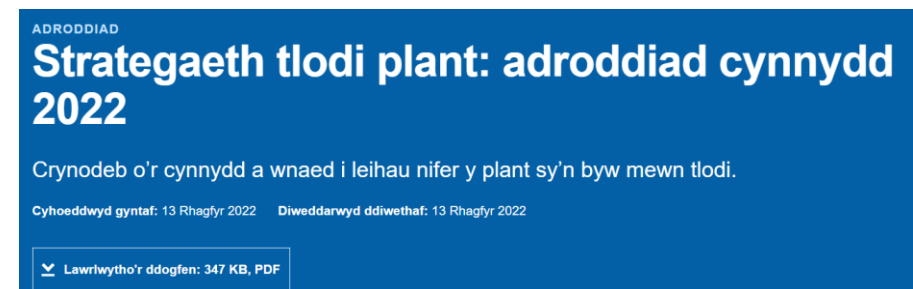 ADRODDIAD
Strategaeth tlodi plant: adroddiad cynnydd
2022
Crynodeb o'r cynnydd a wnaed i leihau nifer y plant sy'n byw mewn tlodi.
Cyhoeddwyd gyntaf: 13 Rhagfyr 2022 Diweddarwyd ddiwethaf: 13 Rhagfyr 2022
Lawrlwytho'r ddogfen: 347 KB, PDF